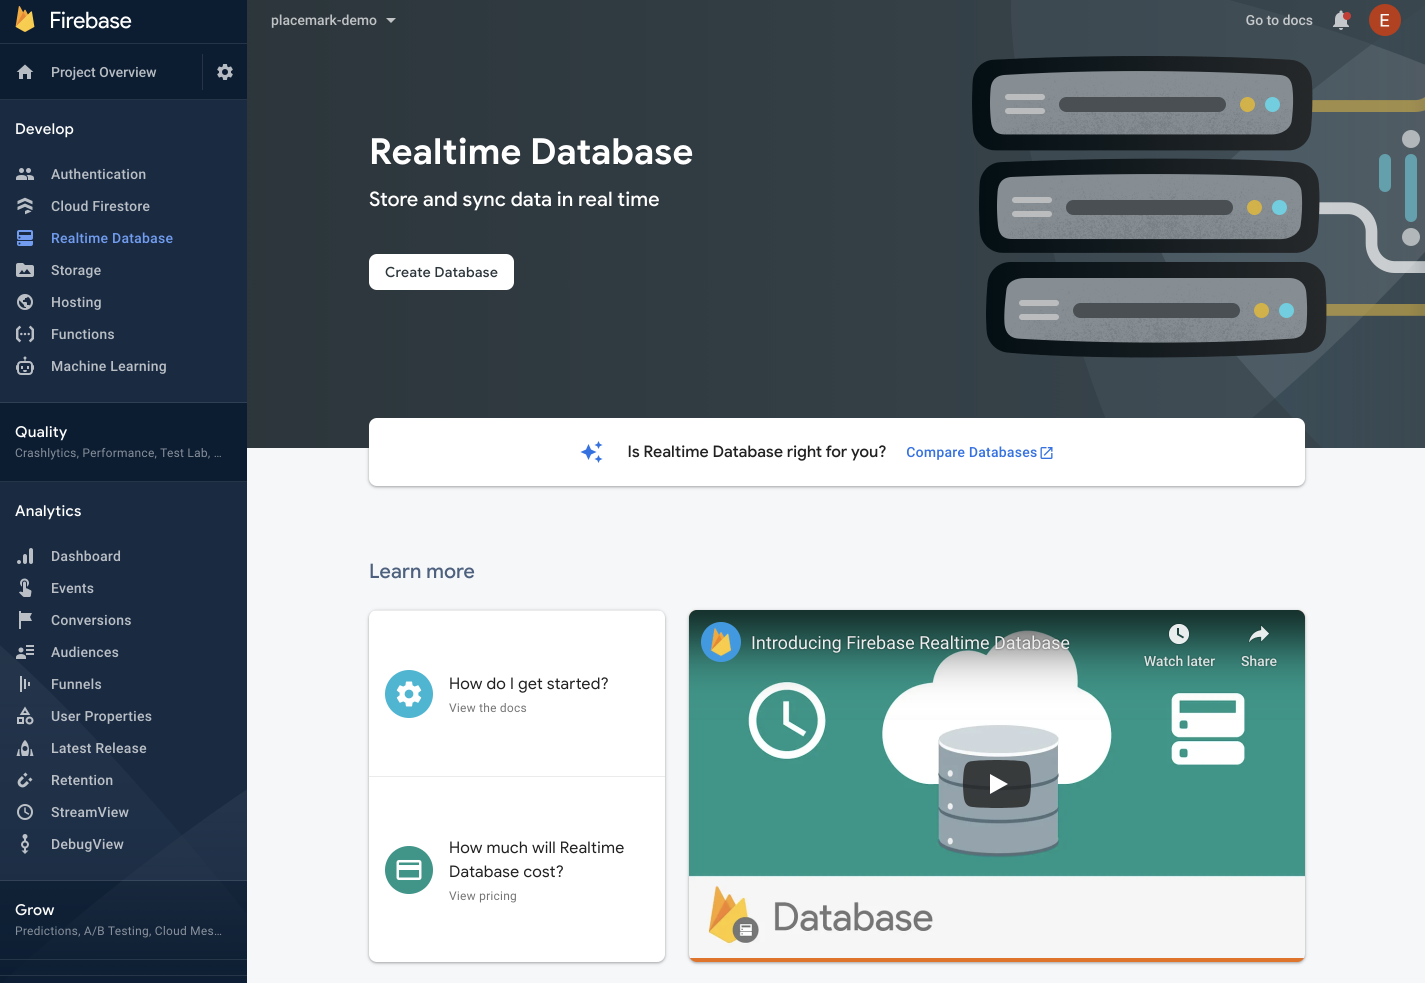 Firebase
placemark-demo
Go to docs
E
Project Overview
Develop
Authentication
Cloud Firestore
Realtime Database
Storage
Hosting
Functions
Machine Learning
Quality
Crashlytics, Performance, Test Lab, ...
Analytics
Dashboard
Events
Conversions
Audiences
Funnels
User Properties
Latest Release
Retention
StreamView
DebugView
Grow
Predictions, A/B Testing, Cloud Mes...
Realtime Database
Store and sync data in real time
Create Database
Is Realtime Database right for you? Compare Databases
Learn more
How do I get started?
View the docs
How much will Realtime
Database cost?
View pricing
Introducing Firebase Realtime Database
Watch later
Share
Database